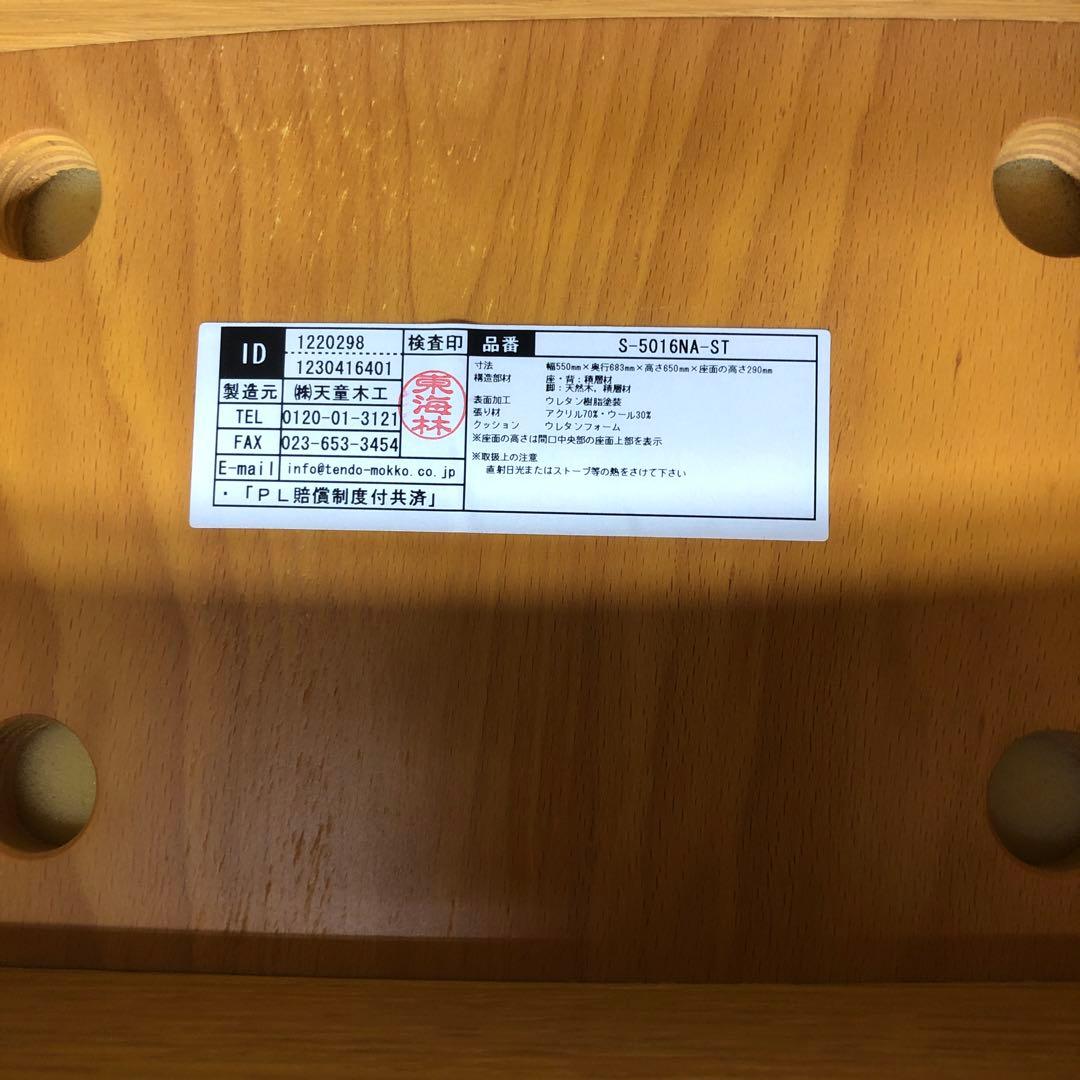 ID 1220298 検査印
1230416401
製造元 ㈱天童木工
東海林
TEL 0120-01-3121
FAX 023-653-3454
E-mail info@tendo-mokko.co.jp
・「ＰＬ賠償制度付共済」
品番 S-5016NA-ST
寸法 幅550mm×奥行683mm×高さ650mm×座面の高さ290mm
構造部材 座・背：積層材
脚：天然木，積層材
表面加工 ウレタン樹脂塗装
張り材 アクリル70%・ウール30%
クッション ウレタンフォーム
※座面の高さは間口中央部の座面上部を表示
※取扱上の注意
直射日光またはストーブ等の熱をさけて下さい